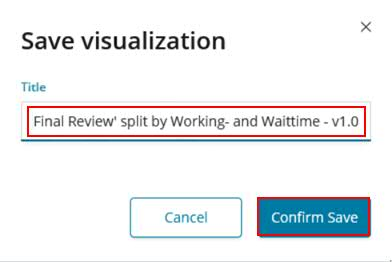 Save visualization
Title
Final Review' split by Working- and Waittime - v1.0
Cancel
Confirm Save